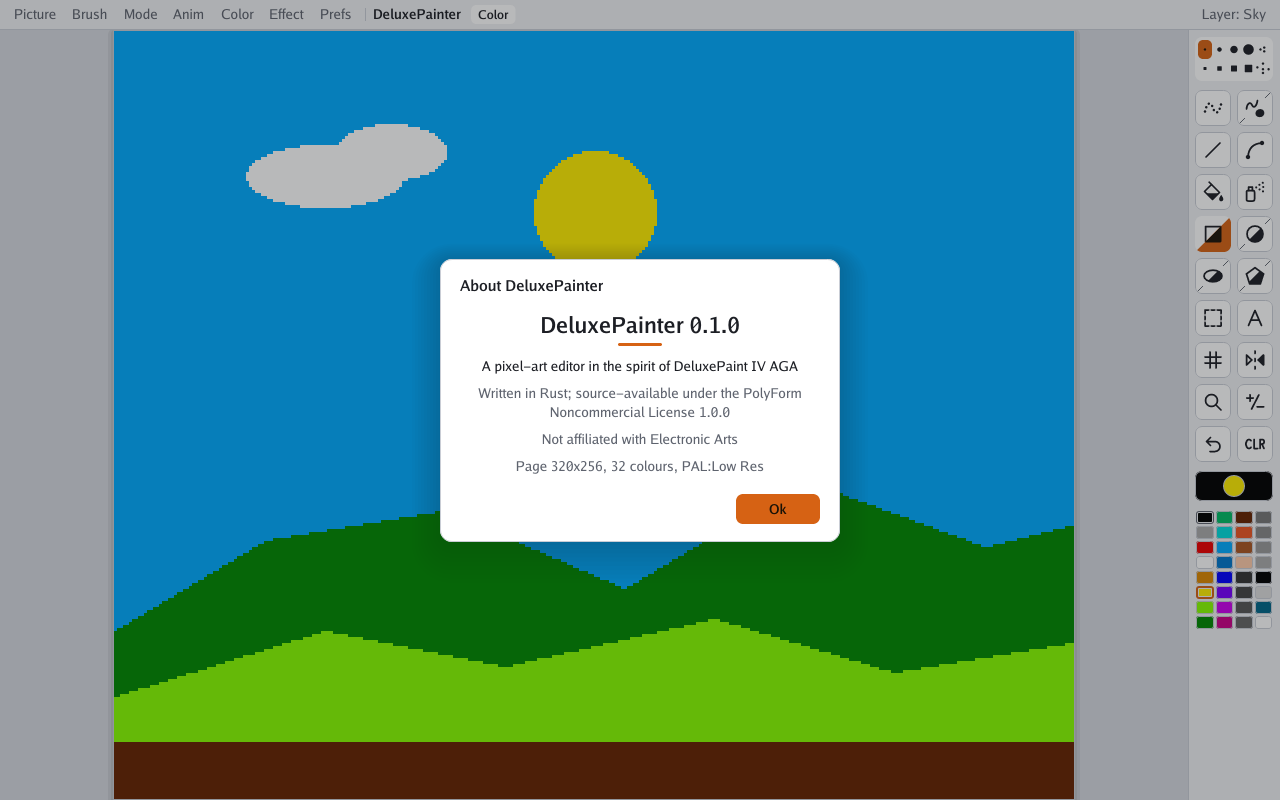 Picture Brush Mode Anim Color Effect Prefs DeluxePainter Color Layer: Sky
About DeluxePainter
DeluxePainter 0.1.0
A pixel-art editor in the spirit of DeluxePaint IV AGA
Written in Rust; source-available under the PolyForm
Noncommercial License 1.0.0
Not affiliated with Electronic Arts
Page 320x256, 32 colours, PAL:Low Res
Ok
A
CLR